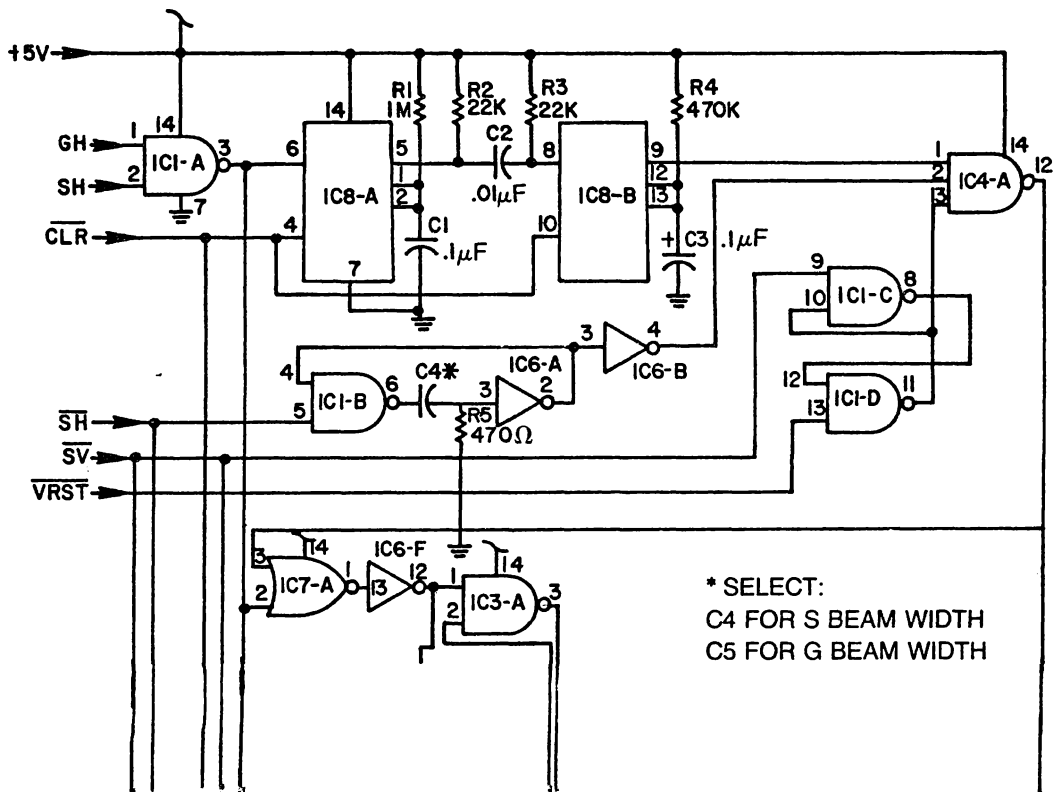 +5V
R1
1M
R2
22K
R3
22K
R4
470K
14
14
14
GH
1
IC1-A
3
SH
2
7
6
IC8-A
5
1
2
C2
.01µF
8
IC8-B
9
12
13
1
2
3
IC4-A
12
CLR
4
7
C1
.1µF
10
+
C3
.1µF
9
10
IC1-C
8
4
5
IC1-B
6
C4*
3
IC6-A
2
3
IC6-B
4
R5
470Ω
12
13
IC1-D
11
SH
SV
VRST
3
2
14
IC7-A
1
IC6-F
13
12
1
2
14
IC3-A
3
* SELECT:
C4 FOR S BEAM WIDTH
C5 FOR G BEAM WIDTH